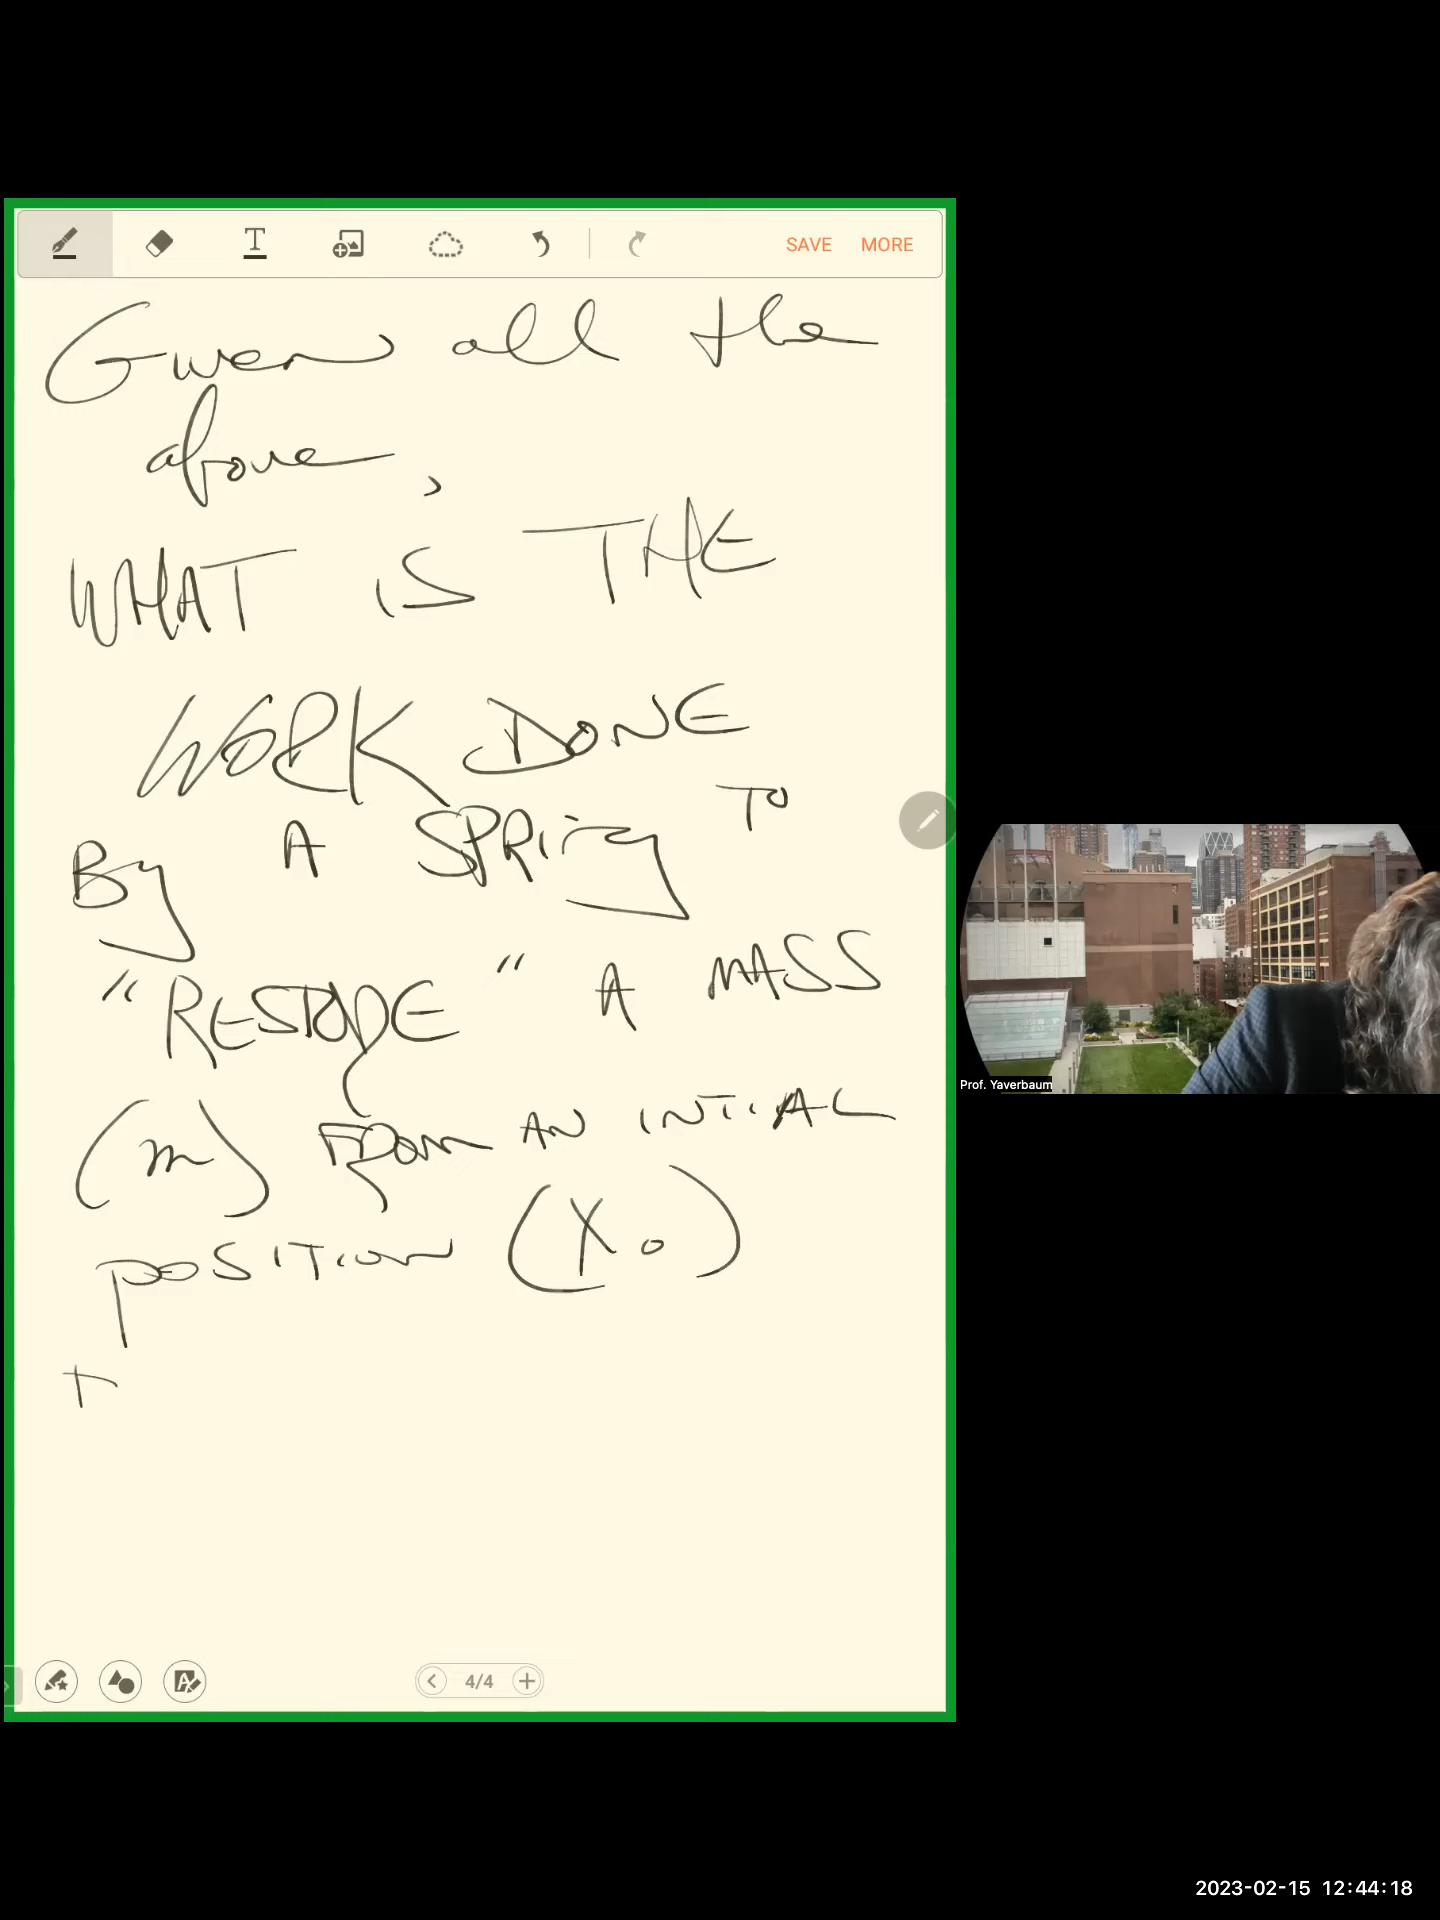 T
SAVE
MORE
Given all the
above,
WHAT IS THE
WORK DONE
By A SPRing TO
"RESTORE" A MASS
(m) FROM AN INTIAL
POSITION (X₀)
4/4
A
Prof. Yaverbaum
2023-02-15 12:44:18